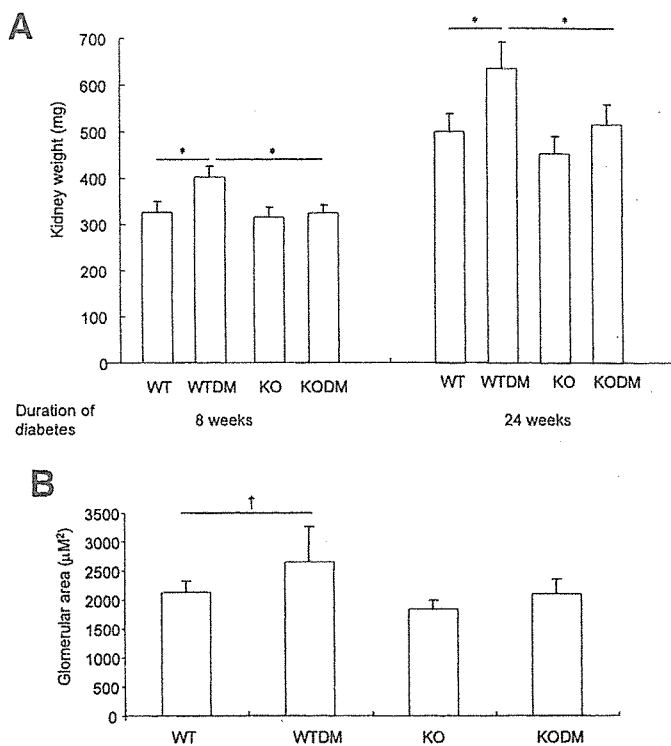 A
700
600
500
400
300
200
100
0
Kidney weight (mg)
* * * *
WT WTDM KO KODM WT WTDM KO KODM
Duration of
diabetes
8 weeks 24 weeks
B
3500
3000
2500
2000
1500
1000
500
0
Glomerular area (µM²)
†
WT WTDM KO KODM